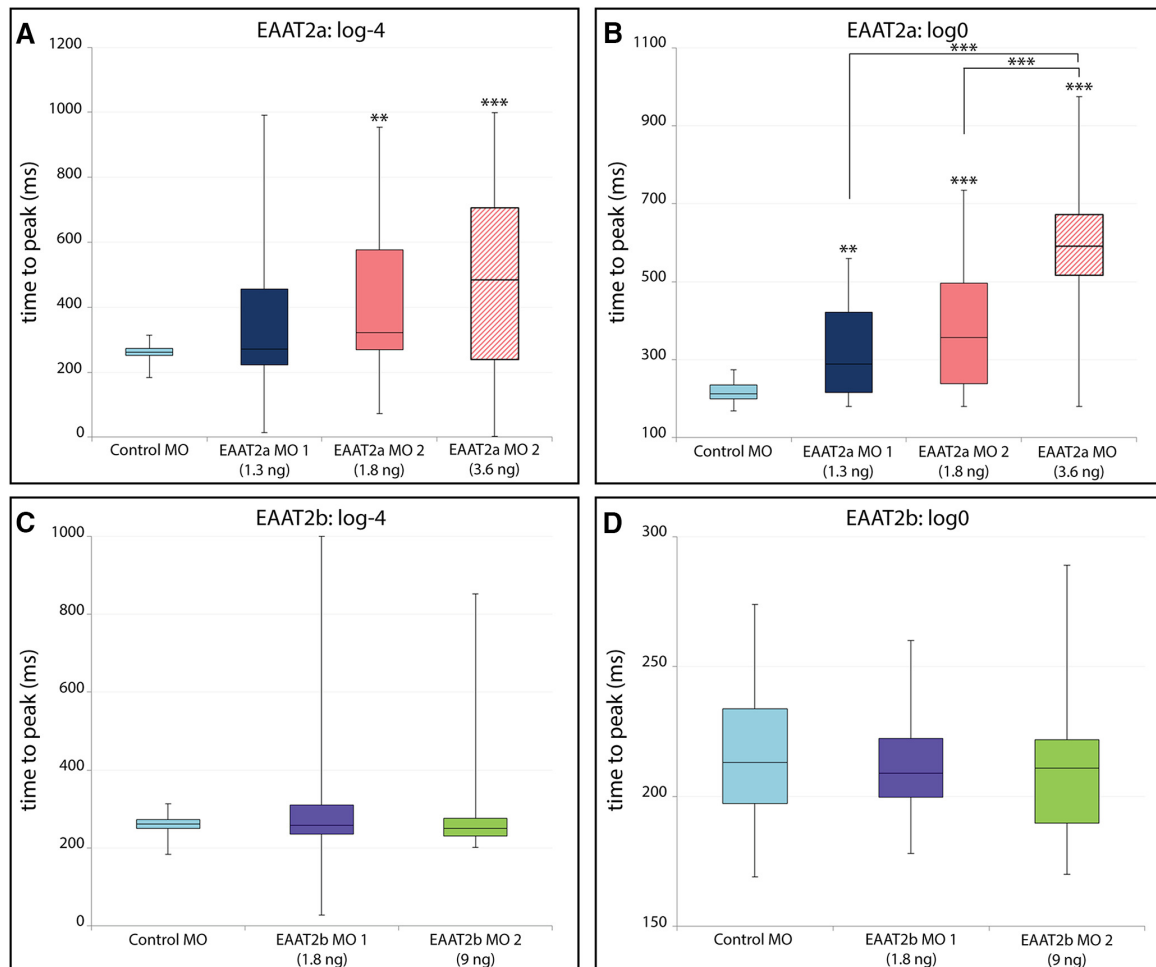 A
EAAT2a: log-4
time to peak (ms)
1200
1000
800
600
400
200
0
**
***
Control MO
EAAT2a MO 1
(1.3 ng)
EAAT2a MO 2
(1.8 ng)
EAAT2a MO 2
(3.6 ng)
B
EAAT2a: log0
time to peak (ms)
1100
900
700
500
300
100
***
***
***
***
**
Control MO
EAAT2a MO 1
(1.3 ng)
EAAT2a MO 2
(1.8 ng)
EAAT2a MO
(3.6 ng)
C
EAAT2b: log-4
time to peak (ms)
1000
800
600
400
200
0
Control MO
EAAT2b MO 1
(1.8 ng)
EAAT2b MO 2
(9 ng)
D
EAAT2b: log0
time to peak (ms)
300
250
200
150
Control MO
EAAT2b MO 1
(1.8 ng)
EAAT2b MO 2
(9 ng)